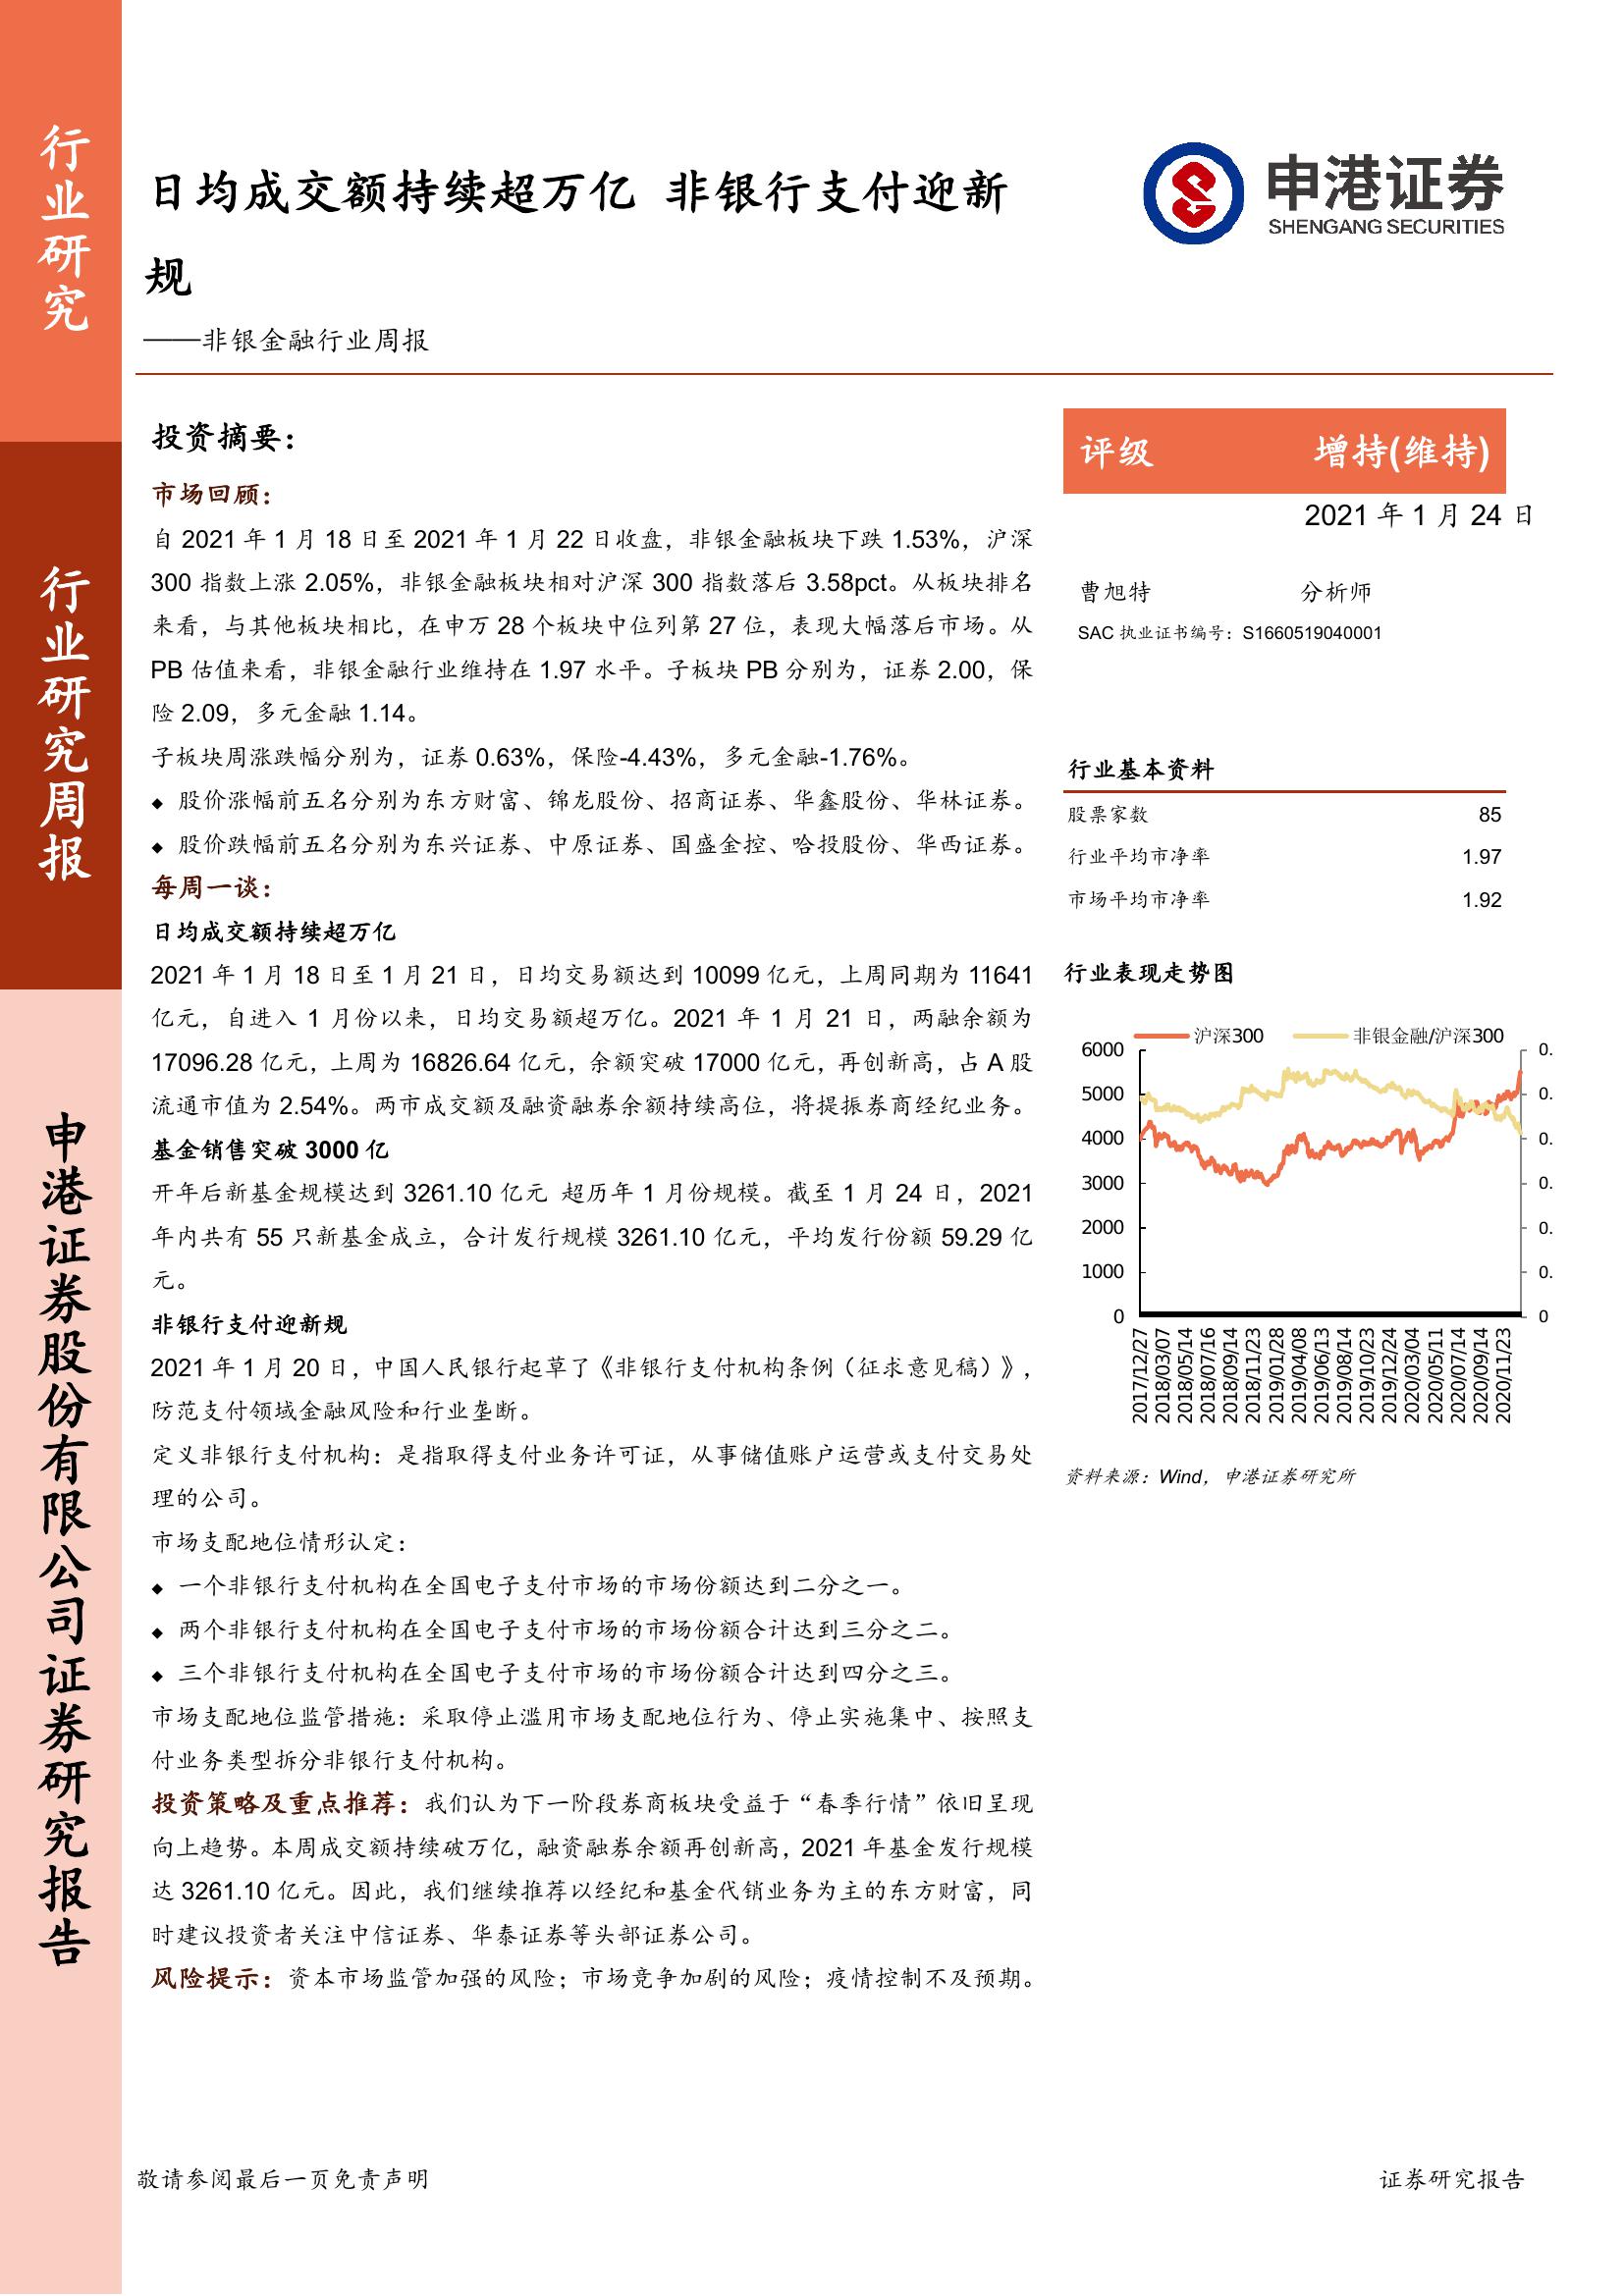 行业研究
行业研究周报
申港证券股份有限公司证券研究报告
日均成交额持续超万亿 非银行支付迎新
规
——非银金融行业周报
申港证券
SHENGANG SECURITIES
投资摘要：
市场回顾：
自 2021 年 1 月 18 日至 2021 年 1 月 22 日收盘，非银金融板块下跌 1.53%，沪深
300 指数上涨 2.05%，非银金融板块相对沪深 300 指数落后 3.58pct。从板块排名
来看，与其他板块相比，在申万 28 个板块中位列第 27 位，表现大幅落后市场。从
PB 估值来看，非银金融行业维持在 1.97 水平。子板块 PB 分别为，证券 2.00，保
险 2.09，多元金融 1.14。
子板块周涨跌幅分别为，证券 0.63%，保险-4.43%，多元金融-1.76%。
◆ 股价涨幅前五名分别为东方财富、锦龙股份、招商证券、华鑫股份、华林证券。
◆ 股价跌幅前五名分别为东兴证券、中原证券、国盛金控、哈投股份、华西证券。
每周一谈：
日均成交额持续超万亿
2021 年 1 月 18 日至 1 月 21 日，日均交易额达到 10099 亿元，上周同期为 11641
亿元，自进入 1 月份以来，日均交易额超万亿。2021 年 1 月 21 日，两融余额为
17096.28 亿元，上周为 16826.64 亿元，余额突破 17000 亿元，再创新高，占 A 股
流通市值为 2.54%。两市成交额及融资融券余额持续高位，将提振券商经纪业务。
基金销售突破 3000 亿
开年后新基金规模达到 3261.10 亿元 超历年 1 月份规模。截至 1 月 24 日，2021
年内共有 55 只新基金成立，合计发行规模 3261.10 亿元，平均发行份额 59.29 亿
元。
非银行支付迎新规
2021 年 1 月 20 日，中国人民银行起草了《非银行支付机构条例（征求意见稿）》，
防范支付领域金融风险和行业垄断。
定义非银行支付机构：是指取得支付业务许可证，从事储值账户运营或支付交易处
理的公司。
市场支配地位情形认定：
◆ 一个非银行支付机构在全国电子支付市场的市场份额达到二分之一。
◆ 两个非银行支付机构在全国电子支付市场的市场份额合计达到三分之二。
◆ 三个非银行支付机构在全国电子支付市场的市场份额合计达到四分之三。
市场支配地位监管措施：采取停止滥用市场支配地位行为、停止实施集中、按照支
付业务类型拆分非银行支付机构。
投资策略及重点推荐：我们认为下一阶段券商板块受益于“春季行情”依旧呈现
向上趋势。本周成交额持续破万亿，融资融券余额再创新高，2021 年基金发行规模
达 3261.10 亿元。因此，我们继续推荐以经纪和基金代销业务为主的东方财富，同
时建议投资者关注中信证券、华泰证券等头部证券公司。
风险提示：资本市场监管加强的风险；市场竞争加剧的风险；疫情控制不及预期。
评级 增持(维持)
2021 年 1 月 24 日
曹旭特 分析师
SAC 执业证书编号：S1660519040001
行业基本资料
股票家数 85
行业平均市净率 1.97
市场平均市净率 1.92
行业表现走势图
沪深300 非银金融/沪深300
6000 0.
5000 0.
4000 0.
3000 0.
2000 0.
1000 0.
0 0
2017/12/27
2018/03/07
2018/05/14
2018/07/16
2018/09/14
2018/11/23
2019/01/28
2019/04/08
2019/06/13
2019/08/14
2019/10/23
2019/12/24
2020/03/04
2020/05/11
2020/07/14
2020/09/14
2020/11/23
资料来源：Wind，申港证券研究所
敬请参阅最后一页免责声明 证券研究报告